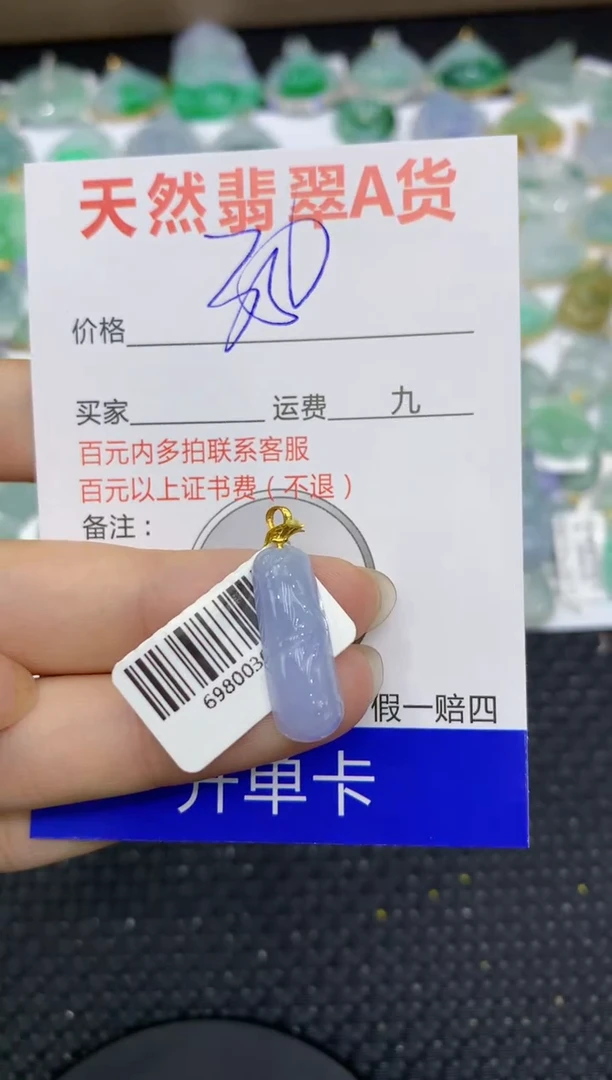 天然翡翠A货
价格
买家 运费 九
百元内多拍联系客服
百元以上证书费(不退)
备注:
698003
假一赔四
开单卡